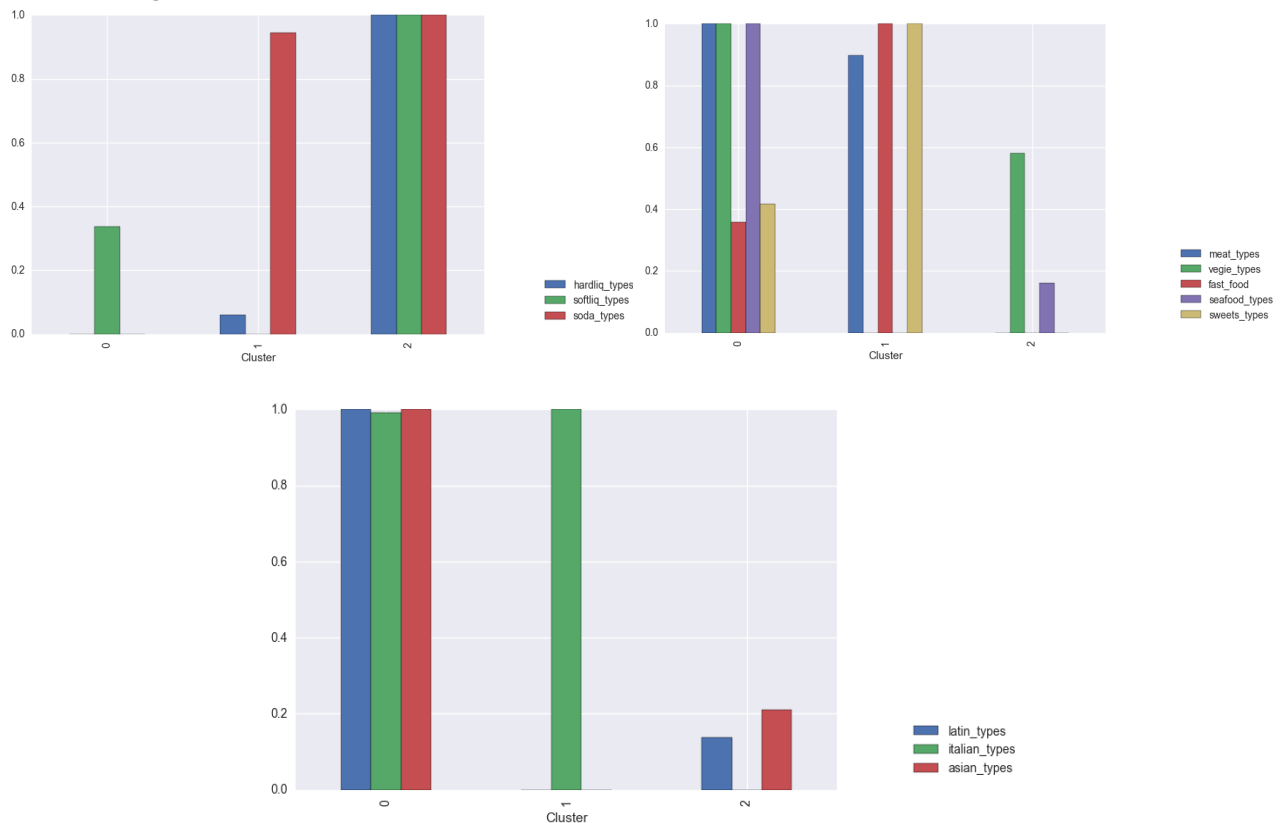 1.0
0.8
0.6
0.4
0.2
0.0
0
1
2
Cluster
hardliq_types
softliq_types
soda_types
1.0
0.8
0.6
0.4
0.2
0.0
0
1
2
Cluster
meat_types
vegie_types
fast_food
seafood_types
sweets_types
1.0
0.8
0.6
0.4
0.2
0.0
0
1
2
Cluster
latin_types
italian_types
asian_types